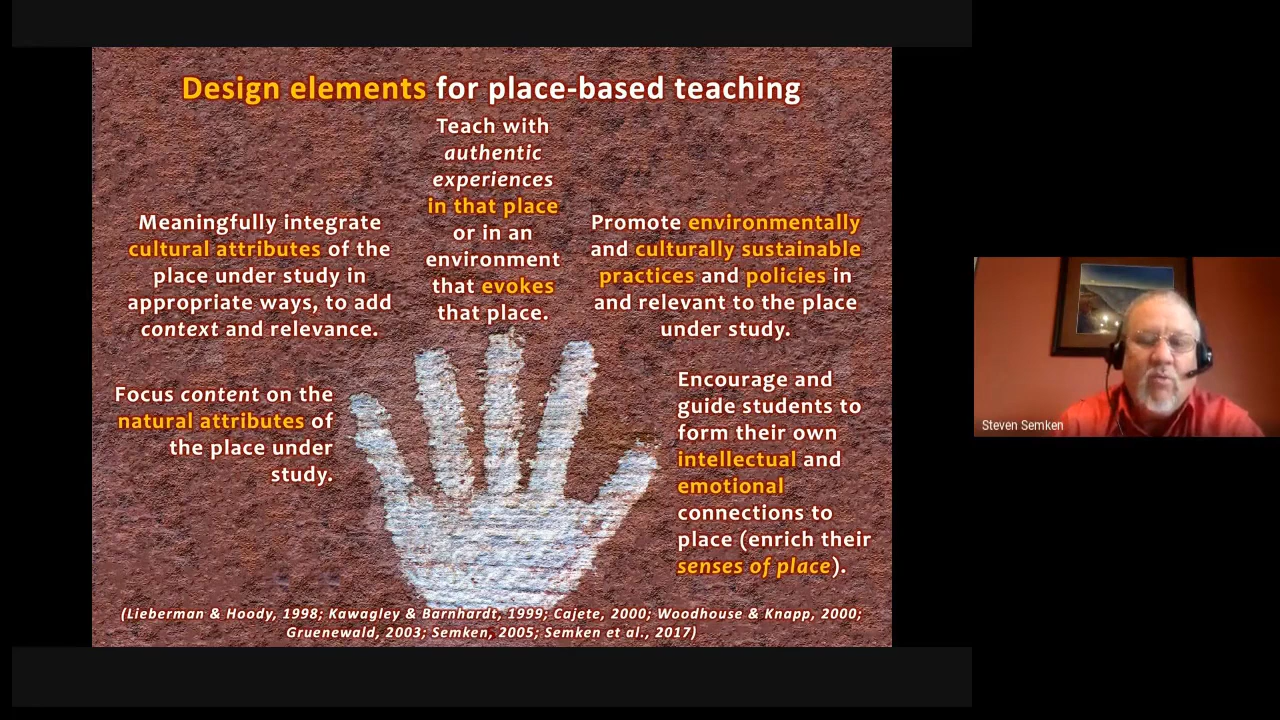 Design elements for place-based teaching
Teach with
authentic
experiences
in that place
or in an
environment
that evokes
that place.
Meaningfully integrate
cultural attributes of the
place under study in
appropriate ways, to add
context and relevance.
Promote environmentally
and culturally sustainable
practices and policies in
and relevant to the place
under study.
Focus content on the
natural attributes of
the place under
study.
Encourage and
guide students to
form their own
intellectual and
emotional
connections to
place (enrich their
senses of place).
(Lieberman & Hoody, 1998; Kawagley & Barnhardt, 1999; Cajete, 2000; Woodhouse & Knapp, 2000;
Gruenewald, 2003; Semken, 2005; Semken et al., 2017)
Steven Semken